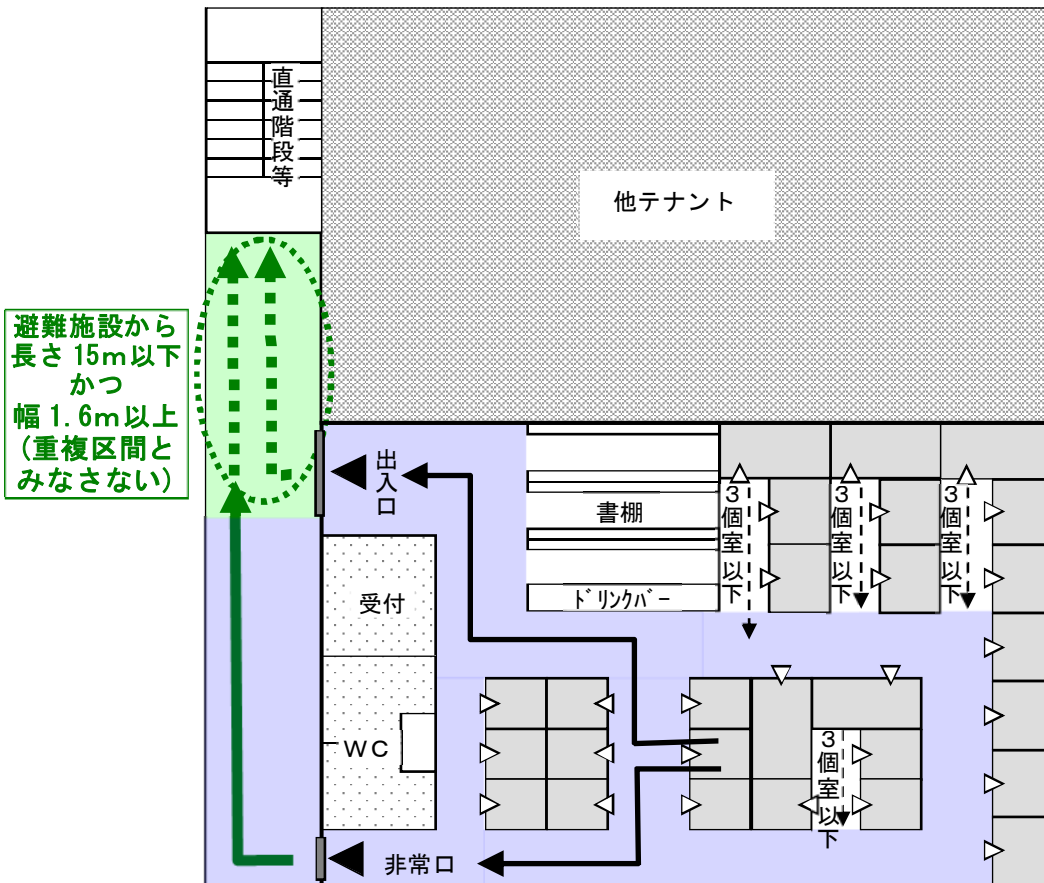 直通階段等
他テナント
避難施設から
長さ15m以下
かつ
幅1.6m以上
(重複区間と
みなさない)
出入口
書棚
ドリンクバー
3個室以下
3個室以下
3個室以下
受付
WC
3個室以下
非常口